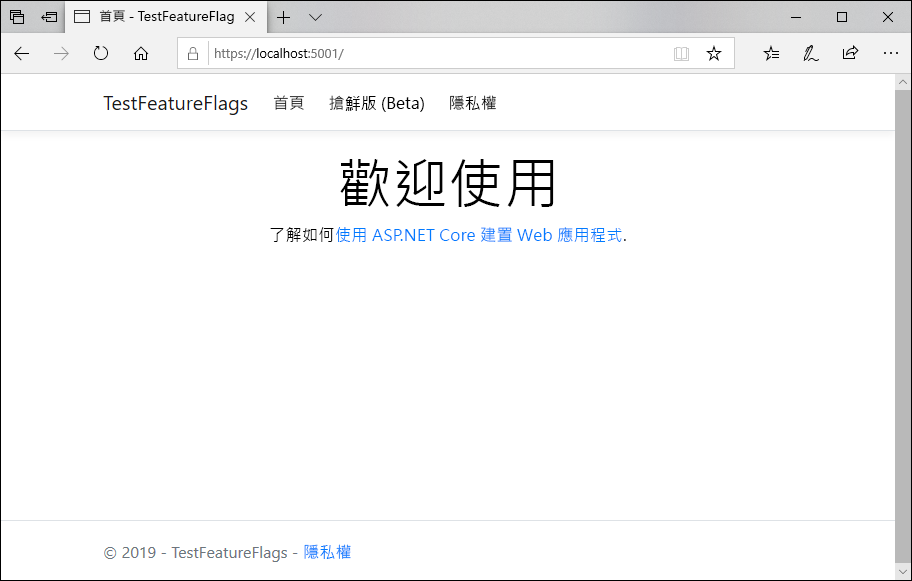 首頁 - TestFeatureFlag
https://localhost:5001/
TestFeatureFlags 首頁 搶鮮版 (Beta) 隱私權
歡迎使用
了解如何使用 ASP.NET Core 建置 Web 應用程式.
© 2019 - TestFeatureFlags - 隱私權